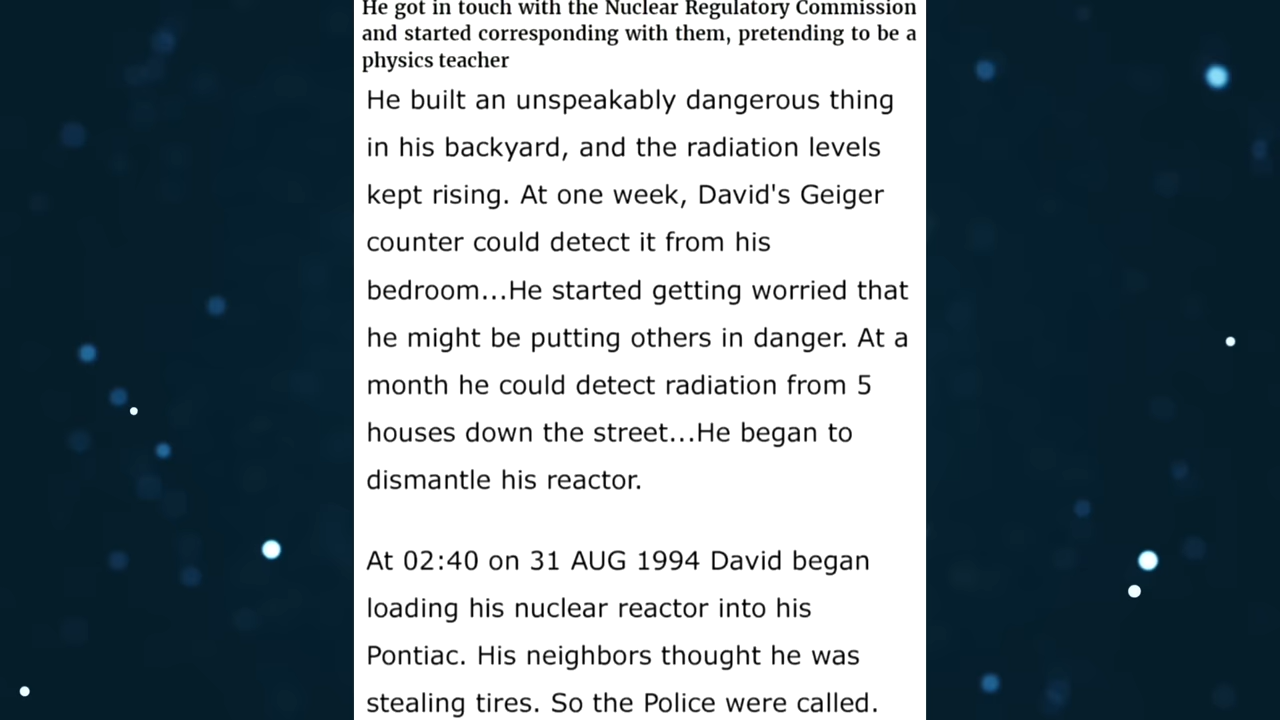 He got in touch with the Nuclear Regulatory Commission
and started corresponding with them, pretending to be a
physics teacher
He built an unspeakably dangerous thing
in his backyard, and the radiation levels
kept rising. At one week, David's Geiger
counter could detect it from his
bedroom...He started getting worried that
he might be putting others in danger. At a
month he could detect radiation from 5
houses down the street...He began to
dismantle his reactor.
At 02:40 on 31 AUG 1994 David began
loading his nuclear reactor into his
Pontiac. His neighbors thought he was
stealing tires. So the Police were called.